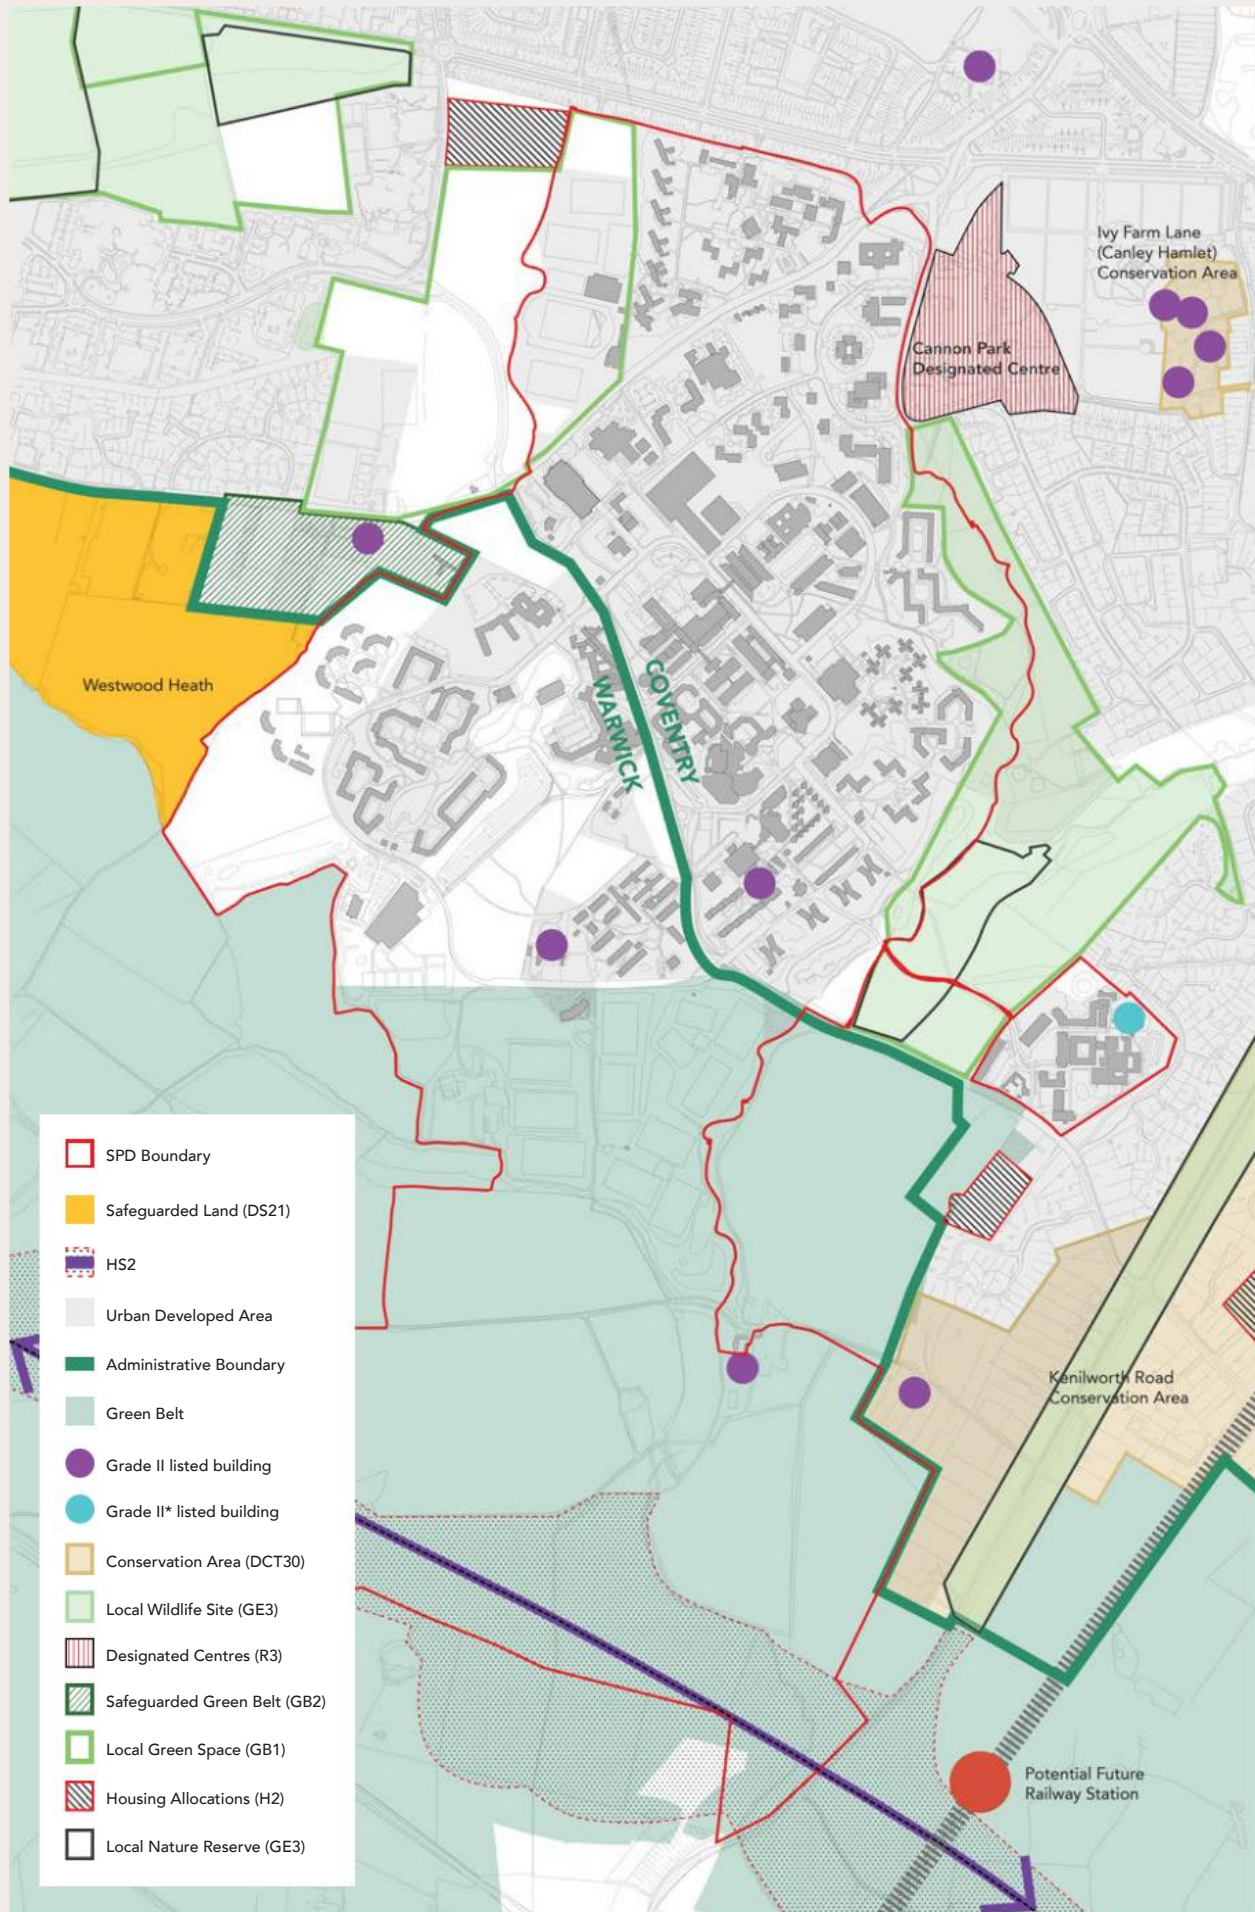 Ivy Farm Lane
(Canley Hamlet)
Conservation Area
Cannon Park
Designated Centre
Westwood Heath
COVENTRY
WARWICK
Kenilworth Road
Conservation Area
Potential Future
Railway Station
SPD Boundary
Safeguarded Land (DS21)
HS2
Urban Developed Area
Administrative Boundary
Green Belt
Grade II listed building
Grade II* listed building
Conservation Area (DCT30)
Local Wildlife Site (GE3)
Designated Centres (R3)
Safeguarded Green Belt (GB2)
Local Green Space (GB1)
Housing Allocations (H2)
Local Nature Reserve (GE3)